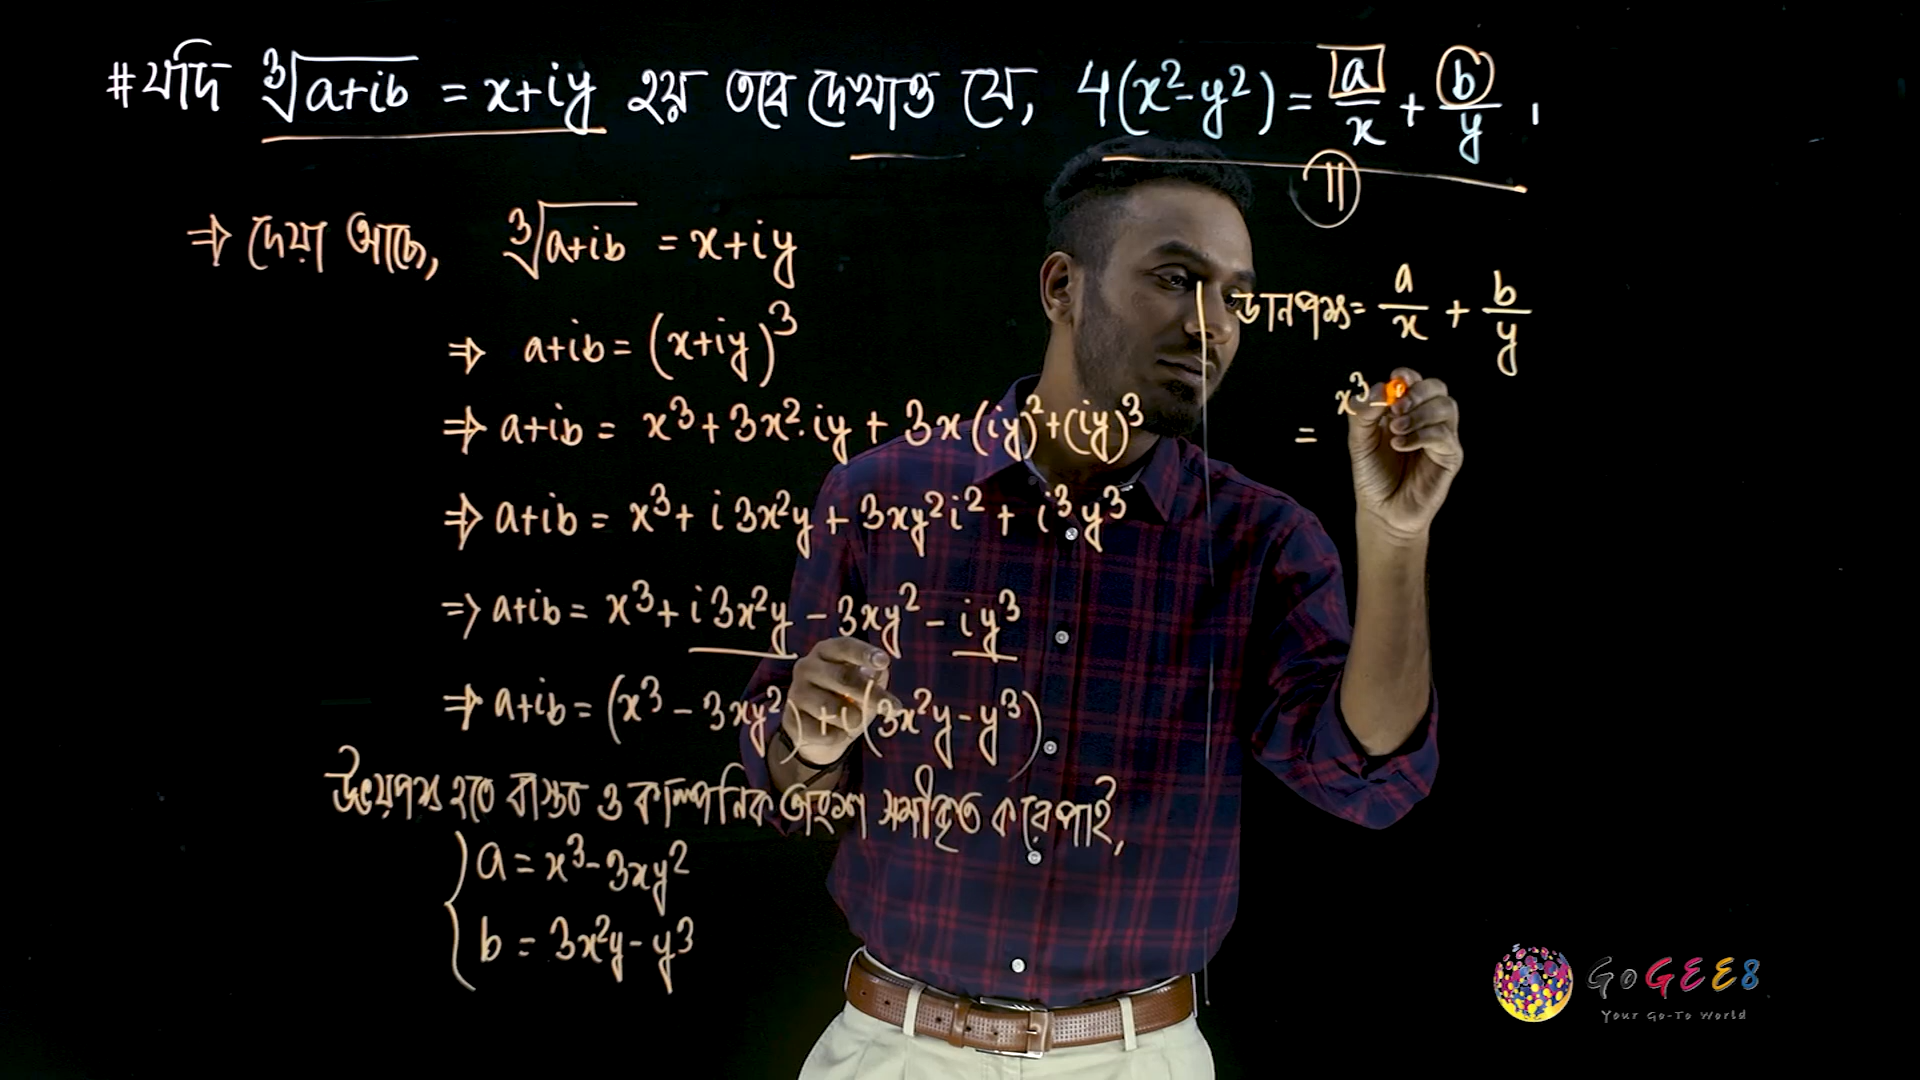 # যদি ∛(a+ib) = x+iy হয় তবে দেখাও যে, 4(x²-y²) = a/x + b/y ।
II
⇒ দেয়া আছে, ∛(a+ib) = x+iy
⇒ a+ib = (x+iy)³
⇒ a+ib = x³+3x².iy + 3x(iy)²+(iy)³
⇒ a+ib = x³+i3x²y + 3xy²i² + i³y³
⇒ a+ib = x³+i3x²y - 3xy² - iy³
⇒ a+ib = (x³ - 3xy²) + i(3x²y - y³)
উভয়পক্ষ হতে বাস্তব ও কাল্পনিক অংশ সমীকৃত করে পাই,
a = x³-3xy²
b = 3x²y-y³
ডানপক্ষ = a/x + b/y
= x³-
GoGEE8
Your Go-To World